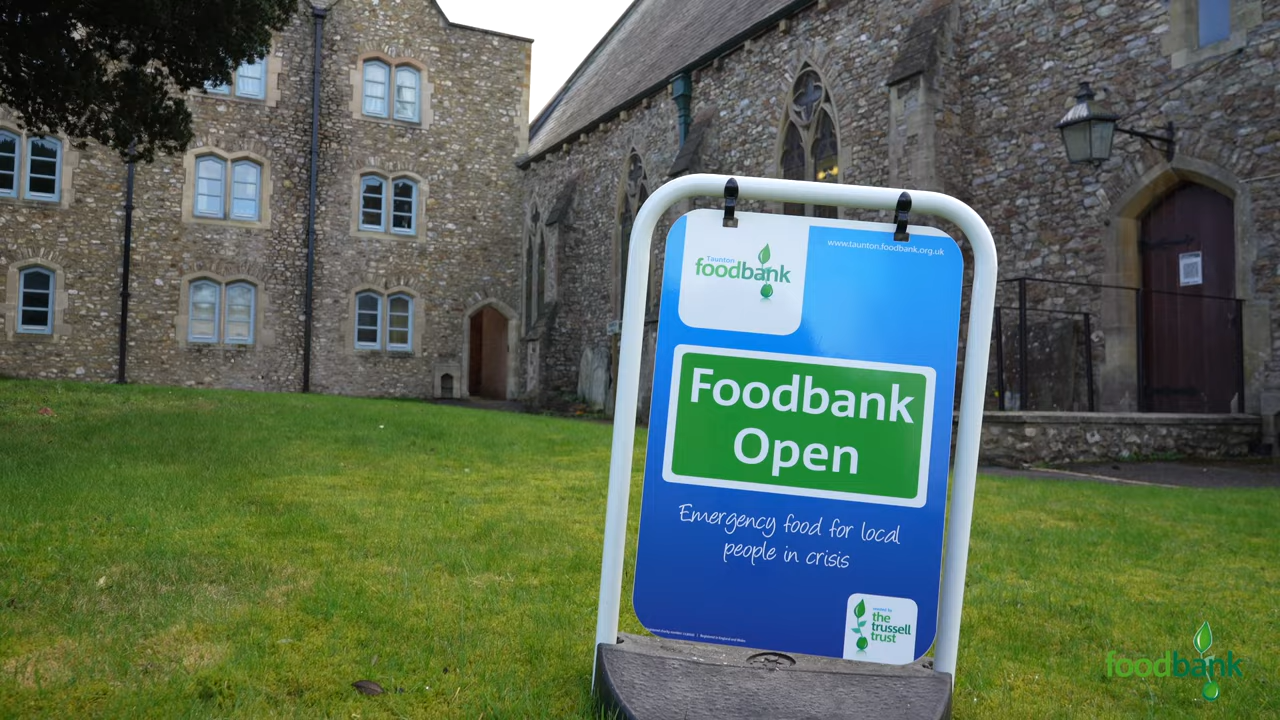 Taunton
foodbank
www.taunton.foodbank.org.uk
Foodbank
Open
Emergency food for local
people in crisis
the
trussell
trust
foodbank